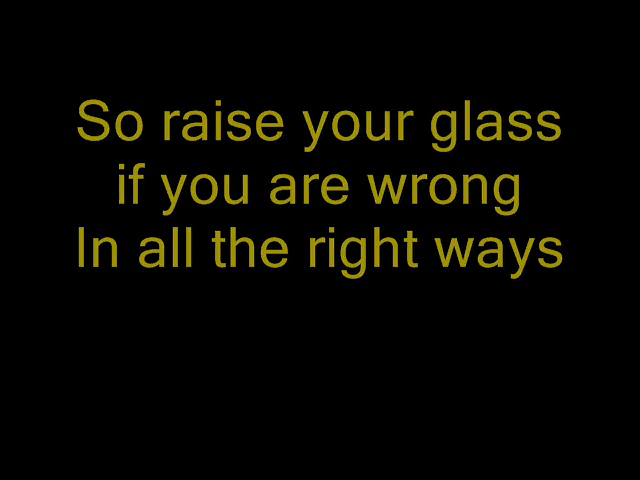 So raise your glass
if you are wrong
In all the right ways